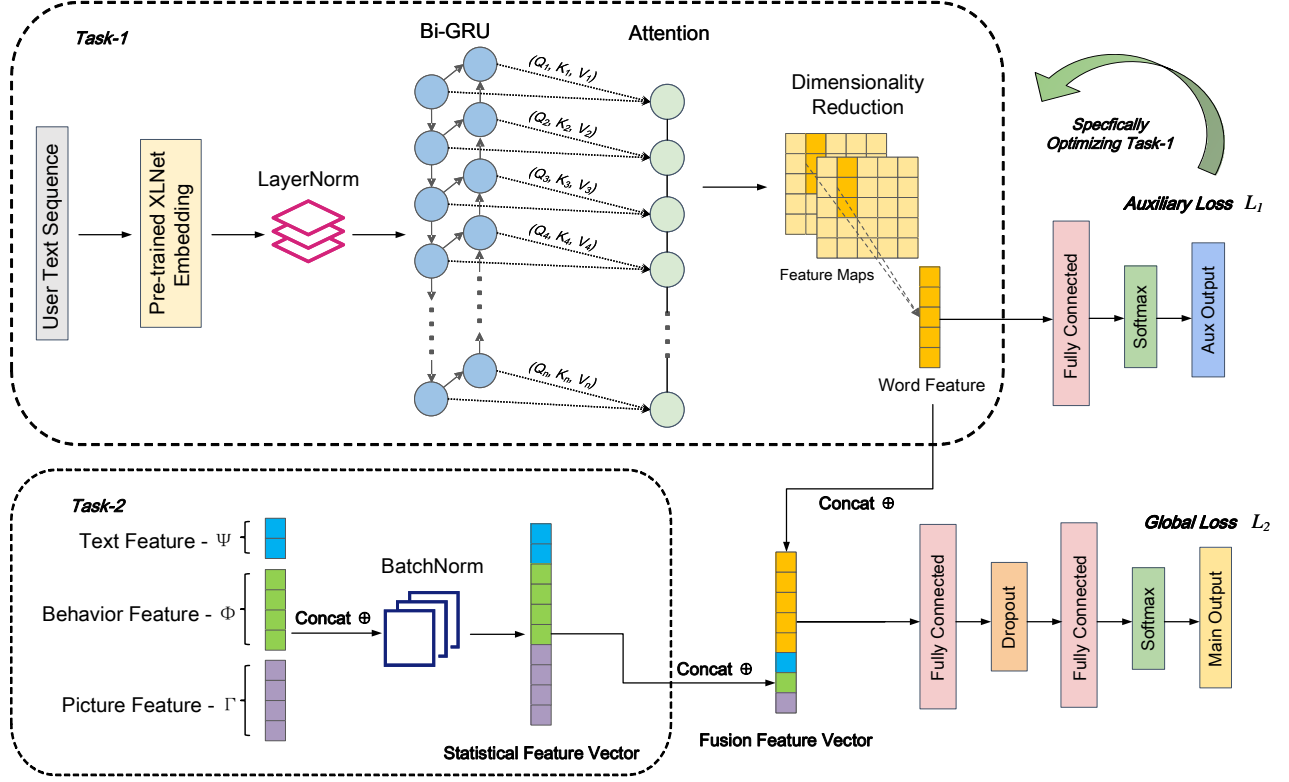 Task-1
Bi-GRU
Attention
User Text Sequence
Pre-trained XLNet
Embedding
LayerNorm
(Q₁, K₁, V₁)
(Q₂, K₂, V₂)
(Q₃, K₃, V₃)
(Q₄, K₄, V₄)
(Qₙ, Kₙ, Vₙ)
Dimensionality
Reduction
Feature Maps
Word Feature
Specfically
Optimizing Task-1
Auxiliary Loss L₁
Fully Connected
Softmax
Aux Output
Task-2
Text Feature - Ψ
Behavior Feature - Φ
Picture Feature - Γ
Concat ⊕
BatchNorm
Statistical Feature Vector
Concat ⊕
Concat ⊕
Fusion Feature Vector
Global Loss L₂
Fully Connected
Dropout
Fully Connected
Softmax
Main Output